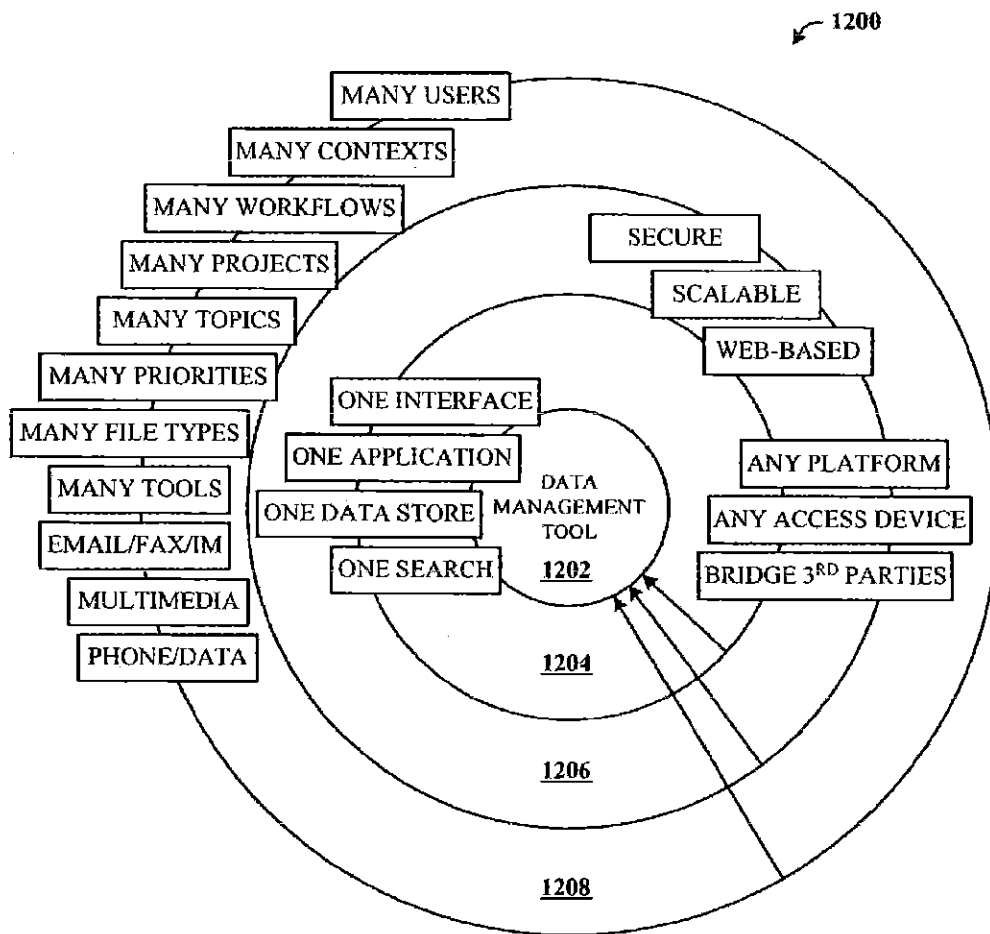 1200
MANY USERS
MANY CONTEXTS
MANY WORKFLOWS
MANY PROJECTS
MANY TOPICS
MANY PRIORITIES
MANY FILE TYPES
MANY TOOLS
EMAIL/FAX/IM
MULTIMEDIA
PHONE/DATA
SECURE
SCALABLE
WEB-BASED
ONE INTERFACE
ONE APPLICATION
ONE DATA STORE
ONE SEARCH
DATA
MANAGEMENT
TOOL
1202
ANY PLATFORM
ANY ACCESS DEVICE
BRIDGE 3RD PARTIES
1204
1206
1208